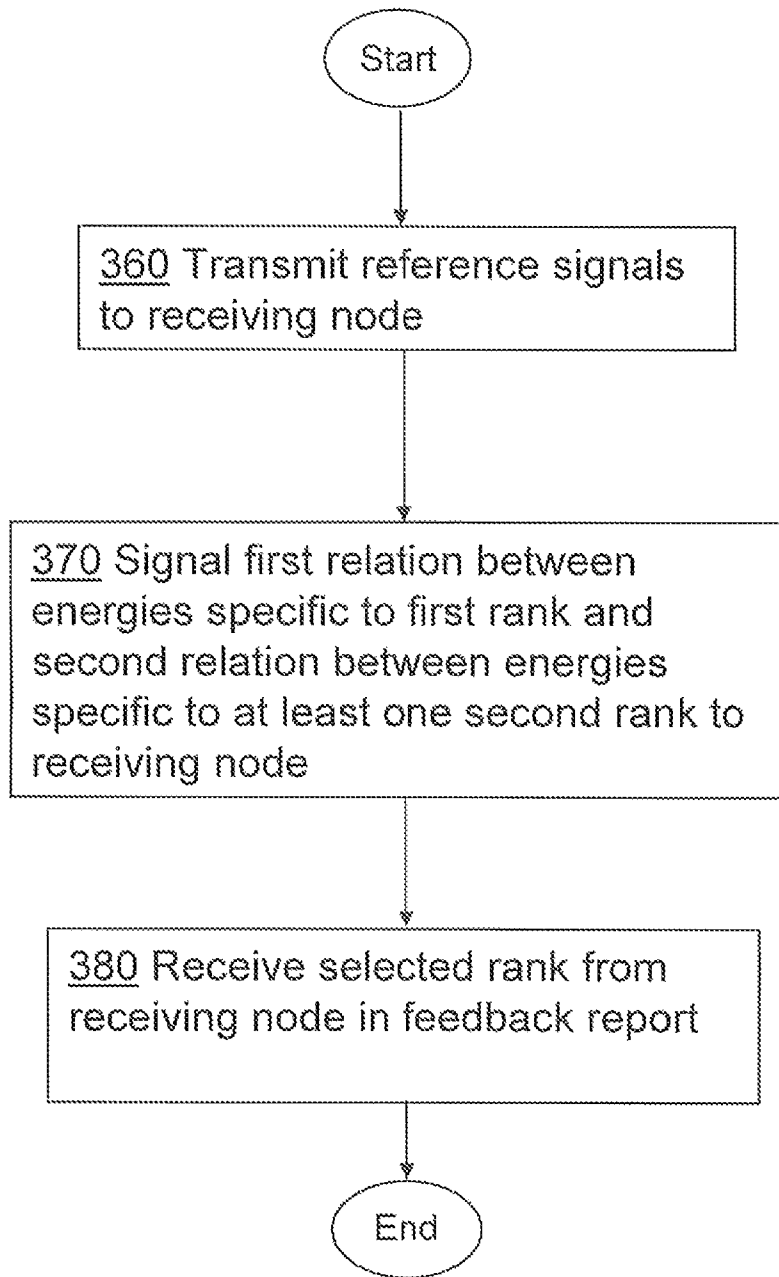 Start
360 Transmit reference signals
to receiving node
370 Signal first relation between
energies specific to first rank and
second relation between energies
specific to at least one second rank to
receiving node
380 Receive selected rank from
receiving node in feedback report
End